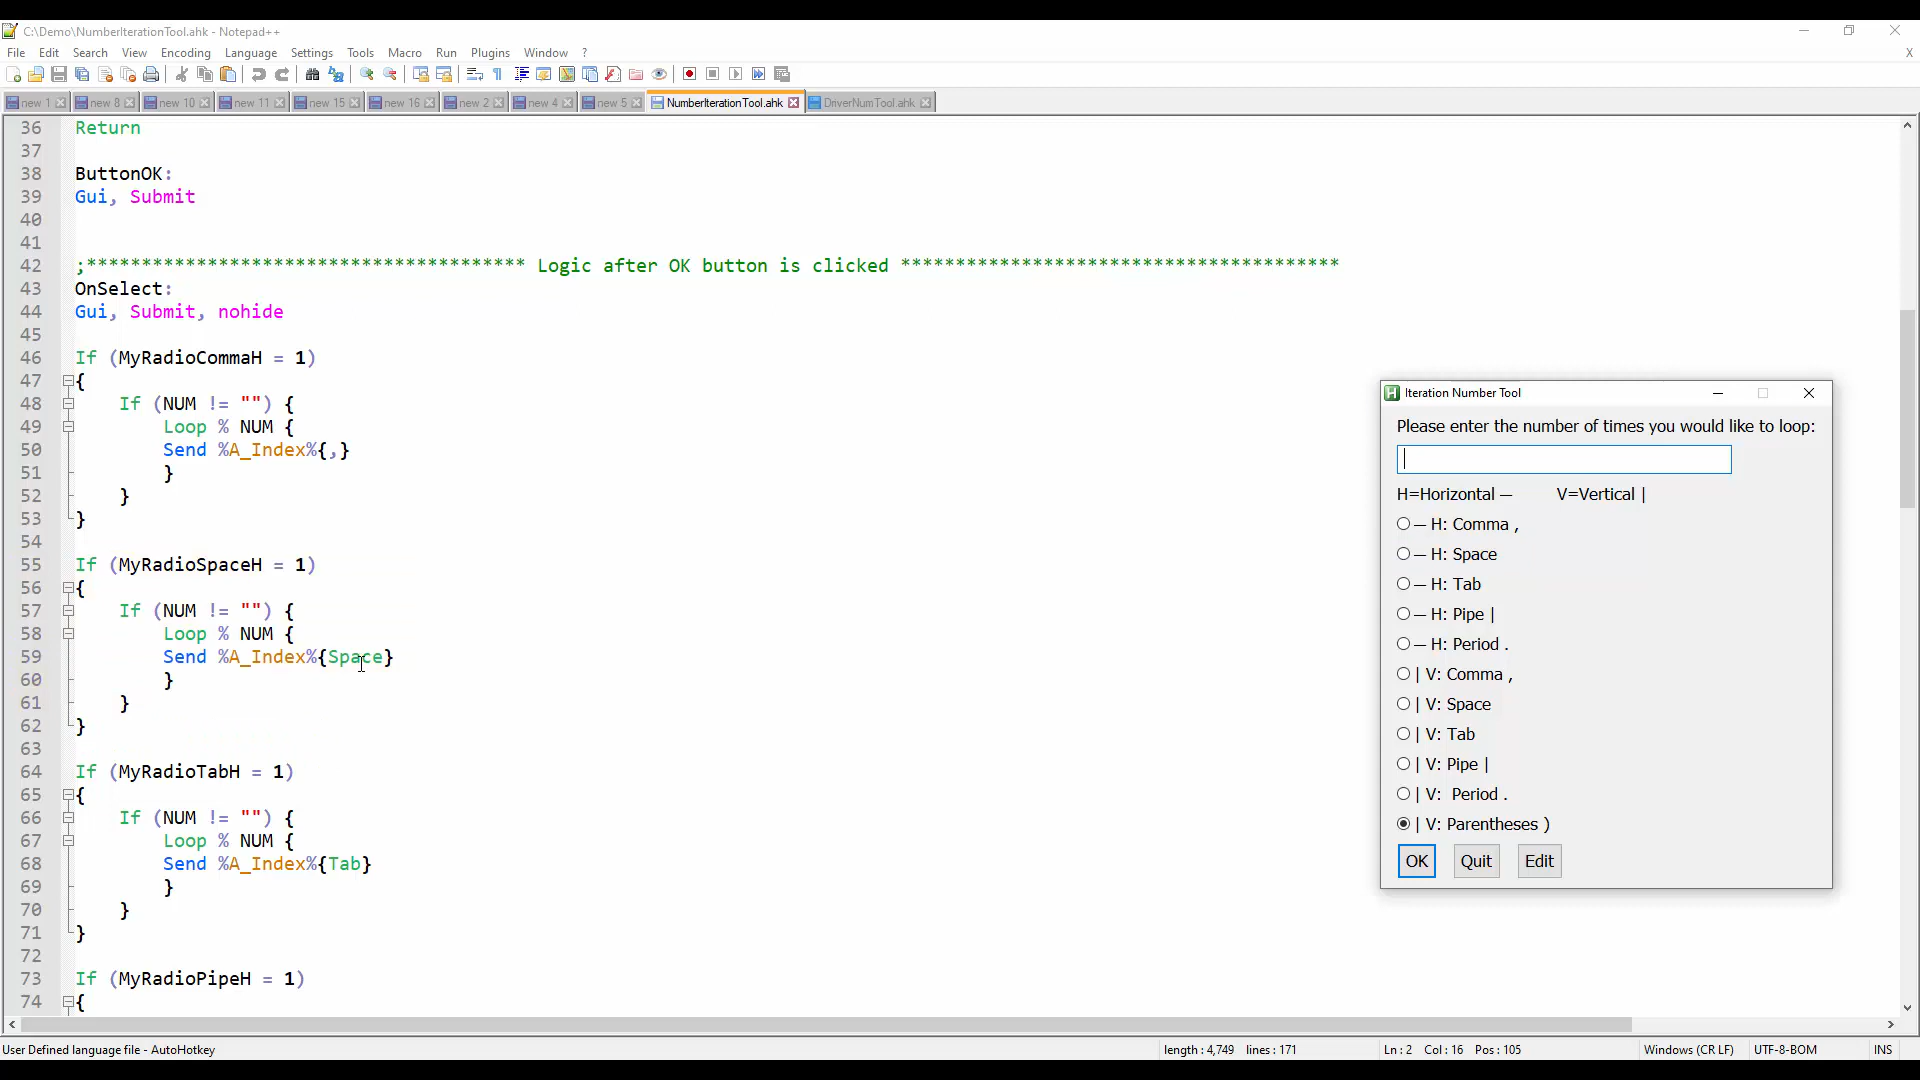 C:\Demo\NumberIterationTool.ahk - Notepad++
File Edit Search View Encoding Language Settings Tools Macro Run Plugins Window ? X
new 1 new 8 new 10 new 11 new 15 new 16 new 2 new 4 new 5 NumberIterationTool.ahk DriverNumTool.ahk
36 Return
37
38 ButtonOK:
39 Gui, Submit
40
41
42 ;**************************************** Logic after OK button is clicked ****************************************
43 OnSelect:
44 Gui, Submit, nohide
45
46 If (MyRadioCommaH = 1)
47 {
48 If (NUM != "") {
49 Loop % NUM {
50 Send %A_Index%{,}
51 }
52 }
53 }
54
55 If (MyRadioSpaceH = 1)
56 {
57 If (NUM != "") {
58 Loop % NUM {
59 Send %A_Index%{Space}
60 }
61 }
62 }
63
64 If (MyRadioTabH = 1)
65 {
66 If (NUM != "") {
67 Loop % NUM {
68 Send %A_Index%{Tab}
69 }
70 }
71 }
72
73 If (MyRadioPipeH = 1)
74 {
Iteration Number Tool
Please enter the number of times you would like to loop:
H=Horizontal — V=Vertical |
— H: Comma ,
— H: Space
— H: Tab
— H: Pipe |
— H: Period .
| V: Comma ,
| V: Space
| V: Tab
| V: Pipe |
| V: Period .
| V: Parentheses )
OK Quit Edit
User Defined language file - AutoHotkey length : 4,749 lines : 171 Ln : 2 Col : 16 Pos : 105 Windows (CR LF) UTF-8-BOM INS